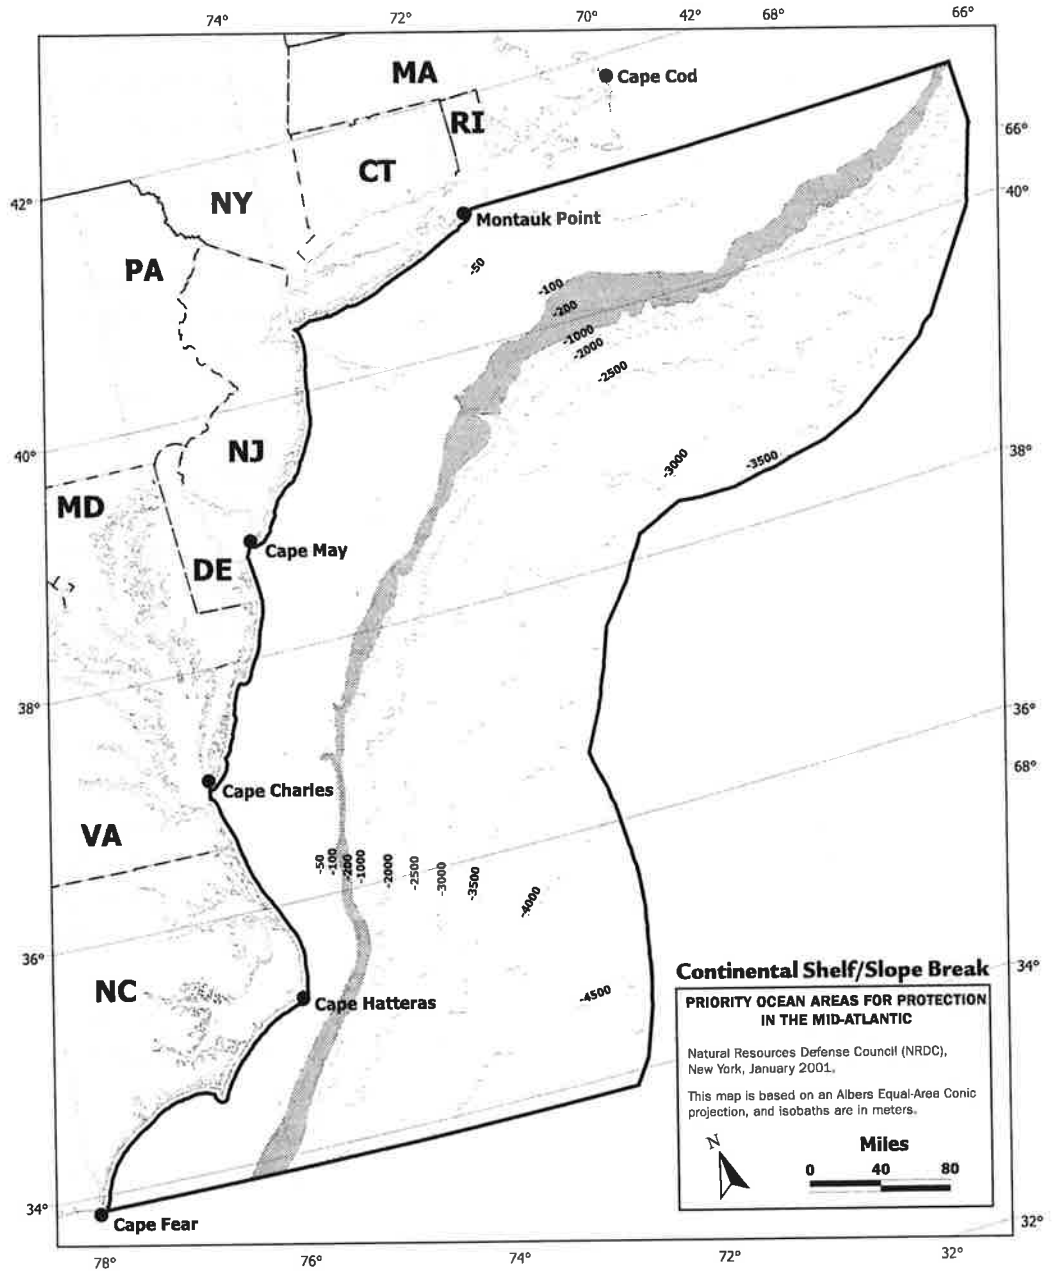 74°
72°
70°
42°
68°
66°
MA
Cape Cod
RI
66°
CT
40°
42°
NY
Montauk Point
PA
-50
-100
-200
-1000
-2000
-2500
NJ
40°
38°
-3000
-3500
MD
Cape May
DE
38°
36°
68°
Cape Charles
VA
-50
-100
-200
-1000
-2000
-2500
-3000
-3500
-4000
36°
34°
NC
-4500
Cape Hatteras
Continental Shelf/Slope Break
PRIORITY OCEAN AREAS FOR PROTECTION
IN THE MID-ATLANTIC
Natural Resources Defense Council (NRDC),
New York, January 2001.
This map is based on an Albers Equal-Area Conic
projection, and isobaths are in meters.
N
Miles
0 40 80
34°
Cape Fear
32°
78°
76°
74°
72°
32°